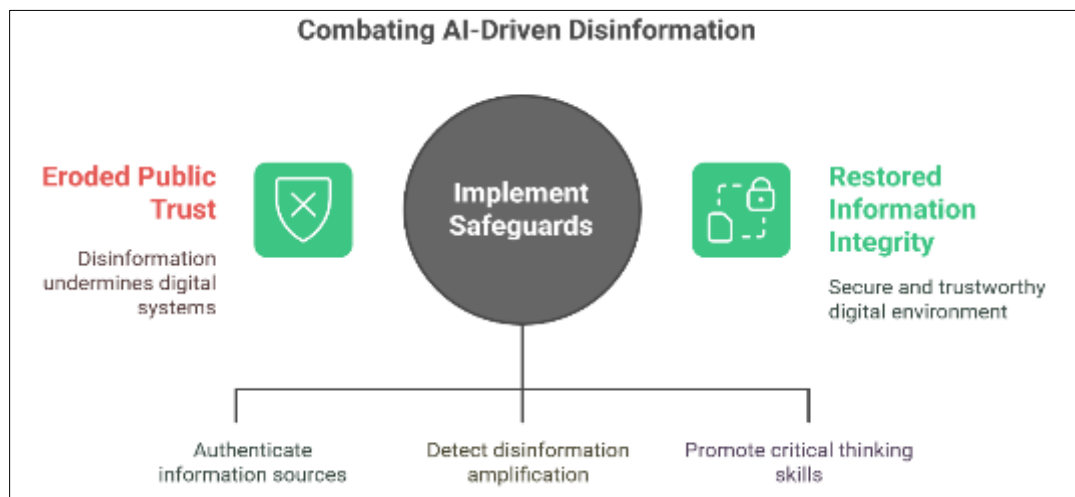 Combating AI-Driven Disinformation
Eroded Public
Trust
Disinformation
undermines digital
systems
Implement
Safeguards
Restored
Information
Integrity
Secure and trustworthy
digital environment
Authenticate
information sources
Detect disinformation
amplification
Promote critical thinking
skills